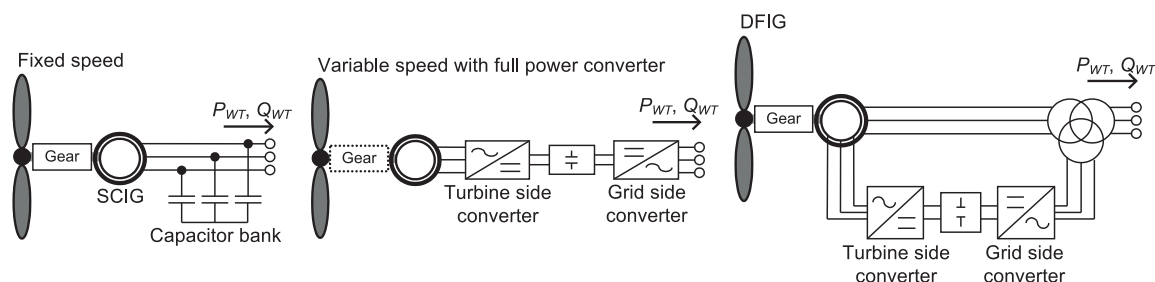 Fixed speed
P_WT, Q_WT
Gear
SCIG
Capacitor bank
Variable speed with full power converter
P_WT, Q_WT
Gear
Turbine side
converter
Grid side
converter
DFIG
P_WT, Q_WT
Gear
Turbine side
converter
Grid side
converter